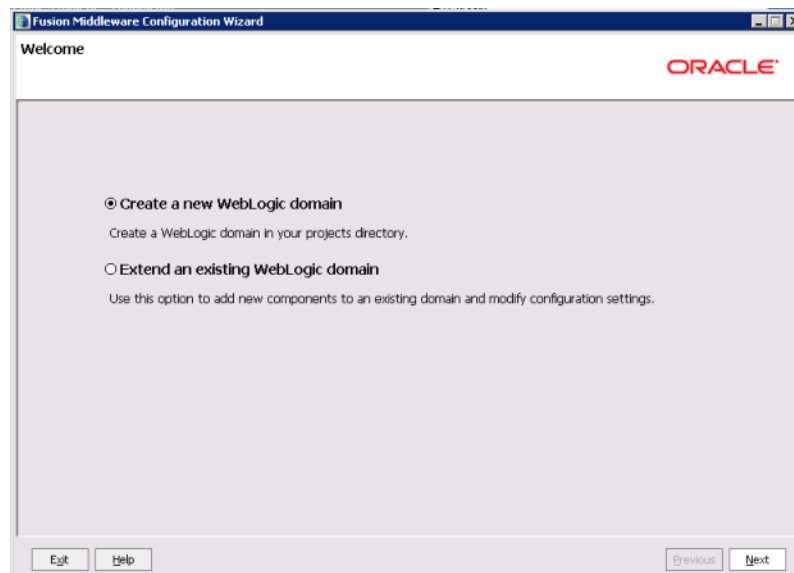 Fusion Middleware Configuration Wizard
Welcome
ORACLE
Create a new WebLogic domain
Create a WebLogic domain in your projects directory.
Extend an existing WebLogic domain
Use this option to add new components to an existing domain and modify configuration settings.
Exit Help Previous Next